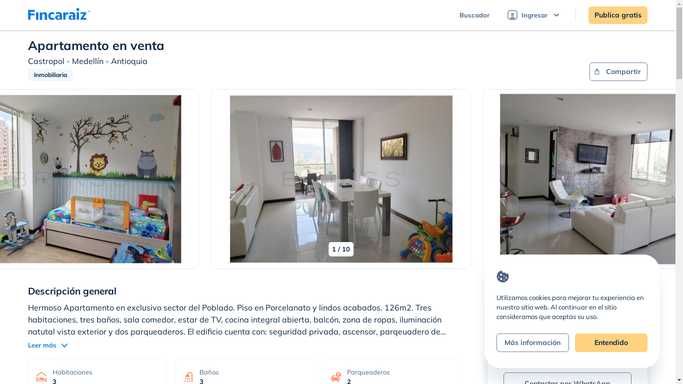 Fincaraiz
Buscador
Ingresar
Publica gratis
Apartamento en venta
Castropol - Medellín - Antioquia
Inmobiliaria
Compartir
1 / 10
Descripción general
Hermoso Apartamento en exclusivo sector del Poblado. Piso en Porcelanato y lindos acabados. 126m2. Tres
habitaciones, tres baños, sala comedor, estar de TV, cocina integral abierta, balcón, zona de ropas, iluminación
natutal vista exterior y dos parqueaderos. El edificio cuenta con: seguridad privada, ascensor, parqeuadero de...
Leer más
Habitaciones
3
Baños
3
Parqueaderos
2
Utilizamos cookies para mejorar tu experiencia en
nuestro sitio web. Al continuar en el sitio
consideramos que aceptas su uso.
Más información
Entendido
Contactar por WhatsApp